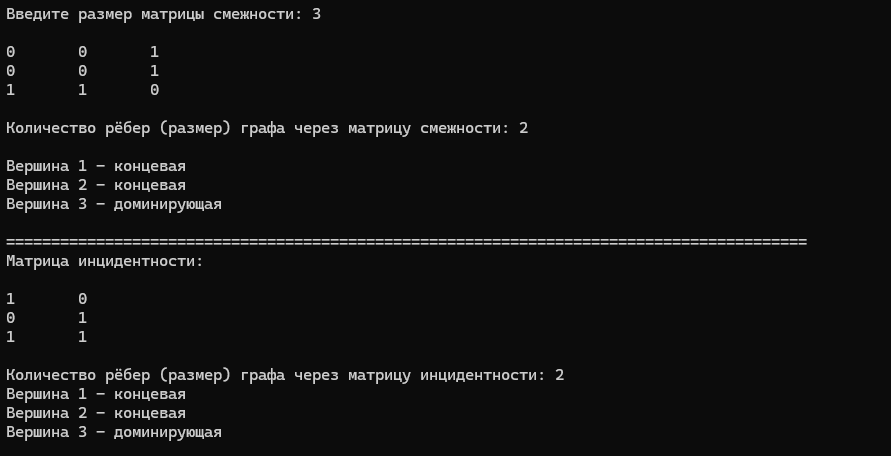 Введите размер матрицы смежности: 3
0 0 1
0 0 1
1 1 0
Количество рёбер (размер) графа через матрицу смежности: 2
Вершина 1 - концевая
Вершина 2 - концевая
Вершина 3 - доминирующая
=========================================================================================
Матрица инцидентности:
1 0
0 1
1 1
Количество рёбер (размер) графа через матрицу инцидентности: 2
Вершина 1 - концевая
Вершина 2 - концевая
Вершина 3 - доминирующая